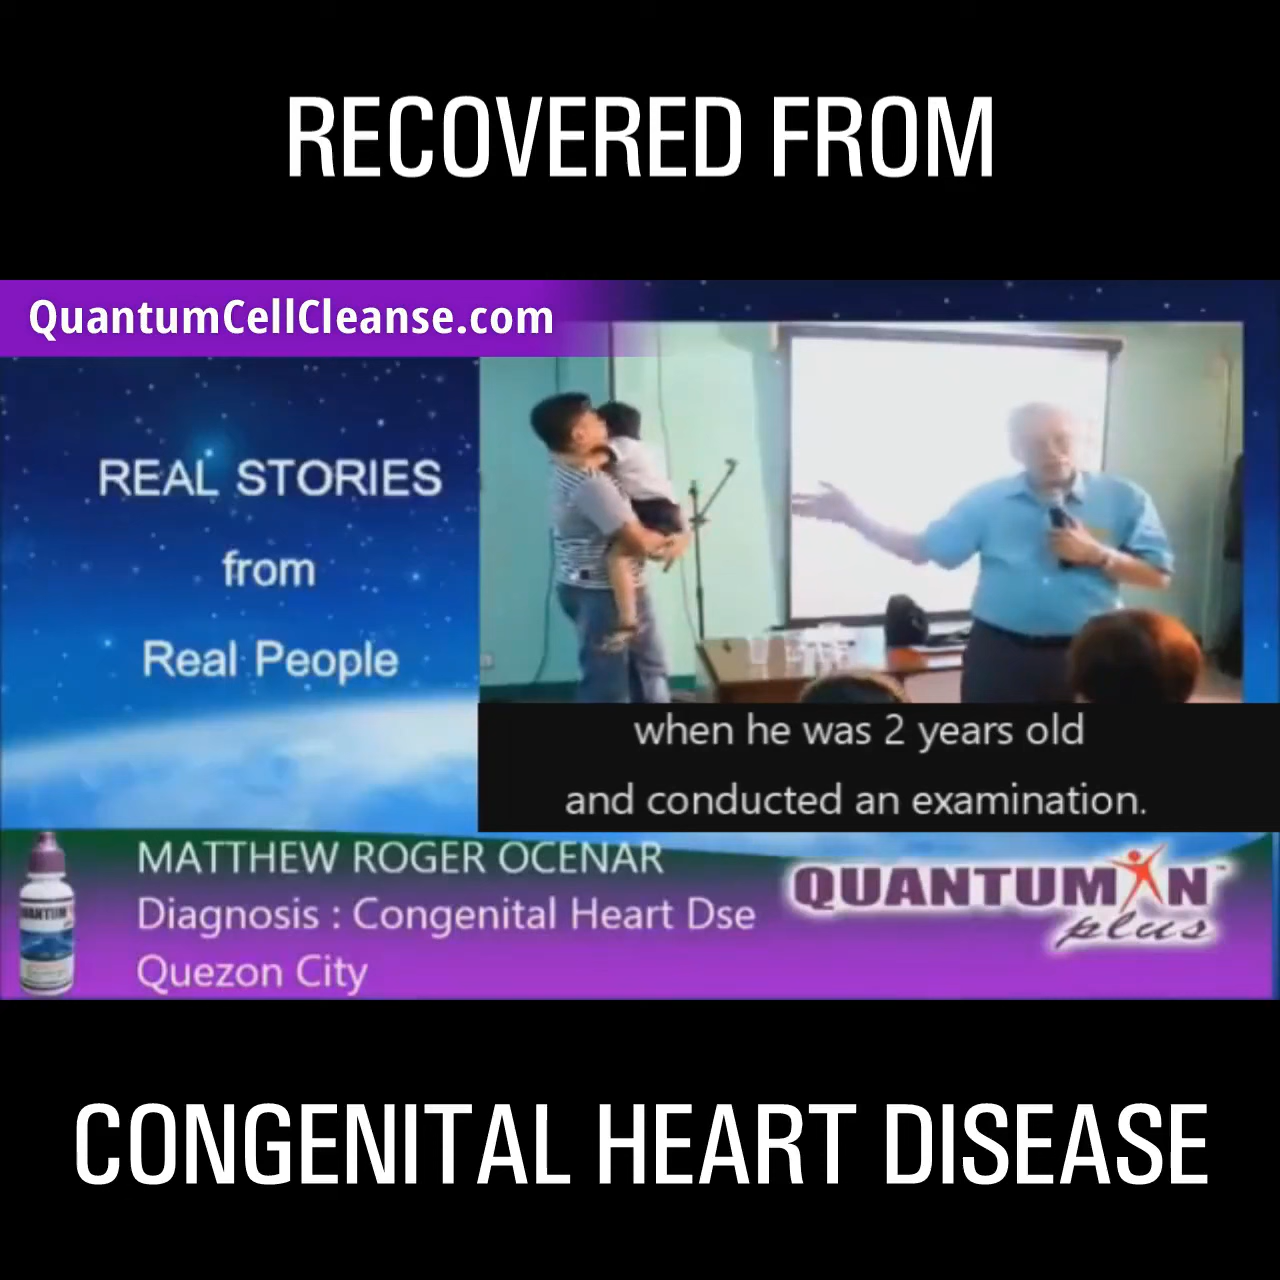 RECOVERED FROM
QuantumCellCleanse.com
REAL STORIES
from
Real People
when he was 2 years old
and conducted an examination.
MATTHEW ROGER OCENAR
Diagnosis : Congenital Heart Dse
Quezon City
QUANTUMIN™
plus
CONGENITAL HEART DISEASE